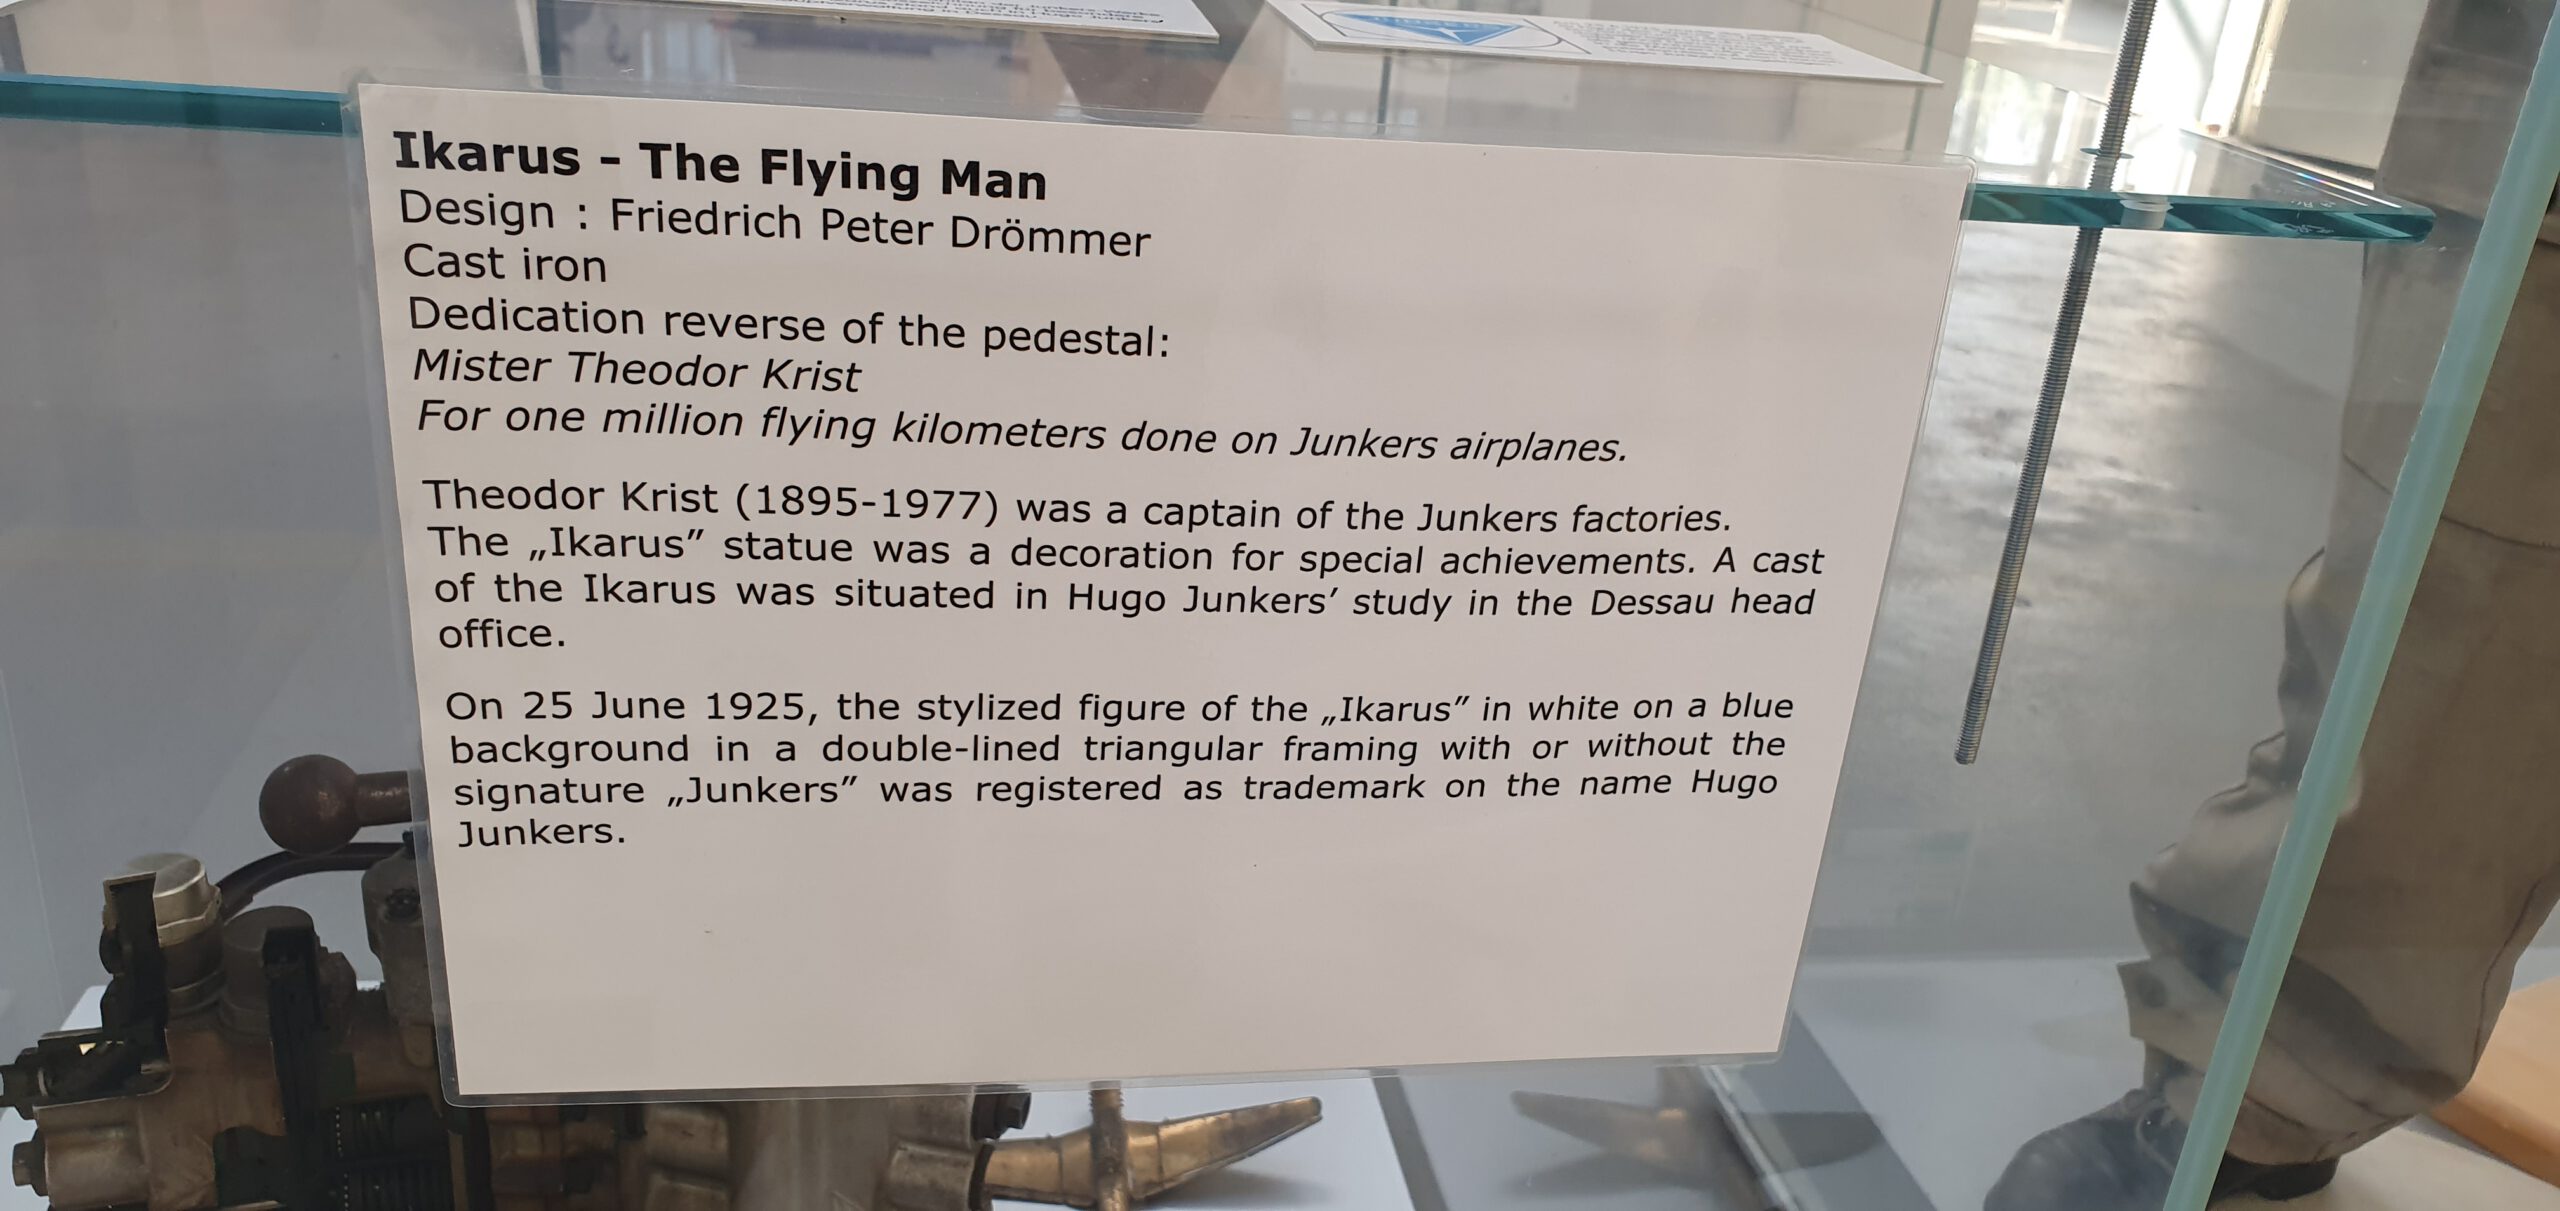 Ikarus - The Flying Man
Design : Friedrich Peter Drömmer
Cast iron
Dedication reverse of the pedestal:
Mister Theodor Krist
For one million flying kilometers done on Junkers airplanes.
Theodor Krist (1895-1977) was a captain of the Junkers factories.
The „Ikarus” statue was a decoration for special achievements. A cast
of the Ikarus was situated in Hugo Junkers’ study in the Dessau head
office.
On 25 June 1925, the stylized figure of the „Ikarus” in white on a blue
background in a double-lined triangular framing with or without the
signature „Junkers” was registered as trademark on the name Hugo
Junkers.